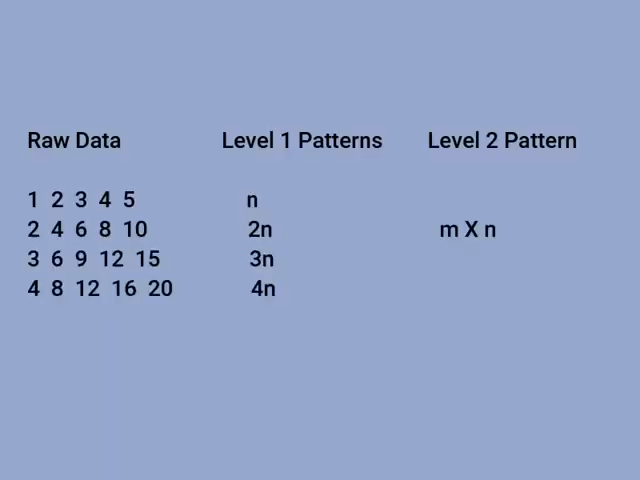 Raw Data Level 1 Patterns Level 2 Pattern
1 2 3 4 5 n
2 4 6 8 10 2n m X n
3 6 9 12 15 3n
4 8 12 16 20 4n